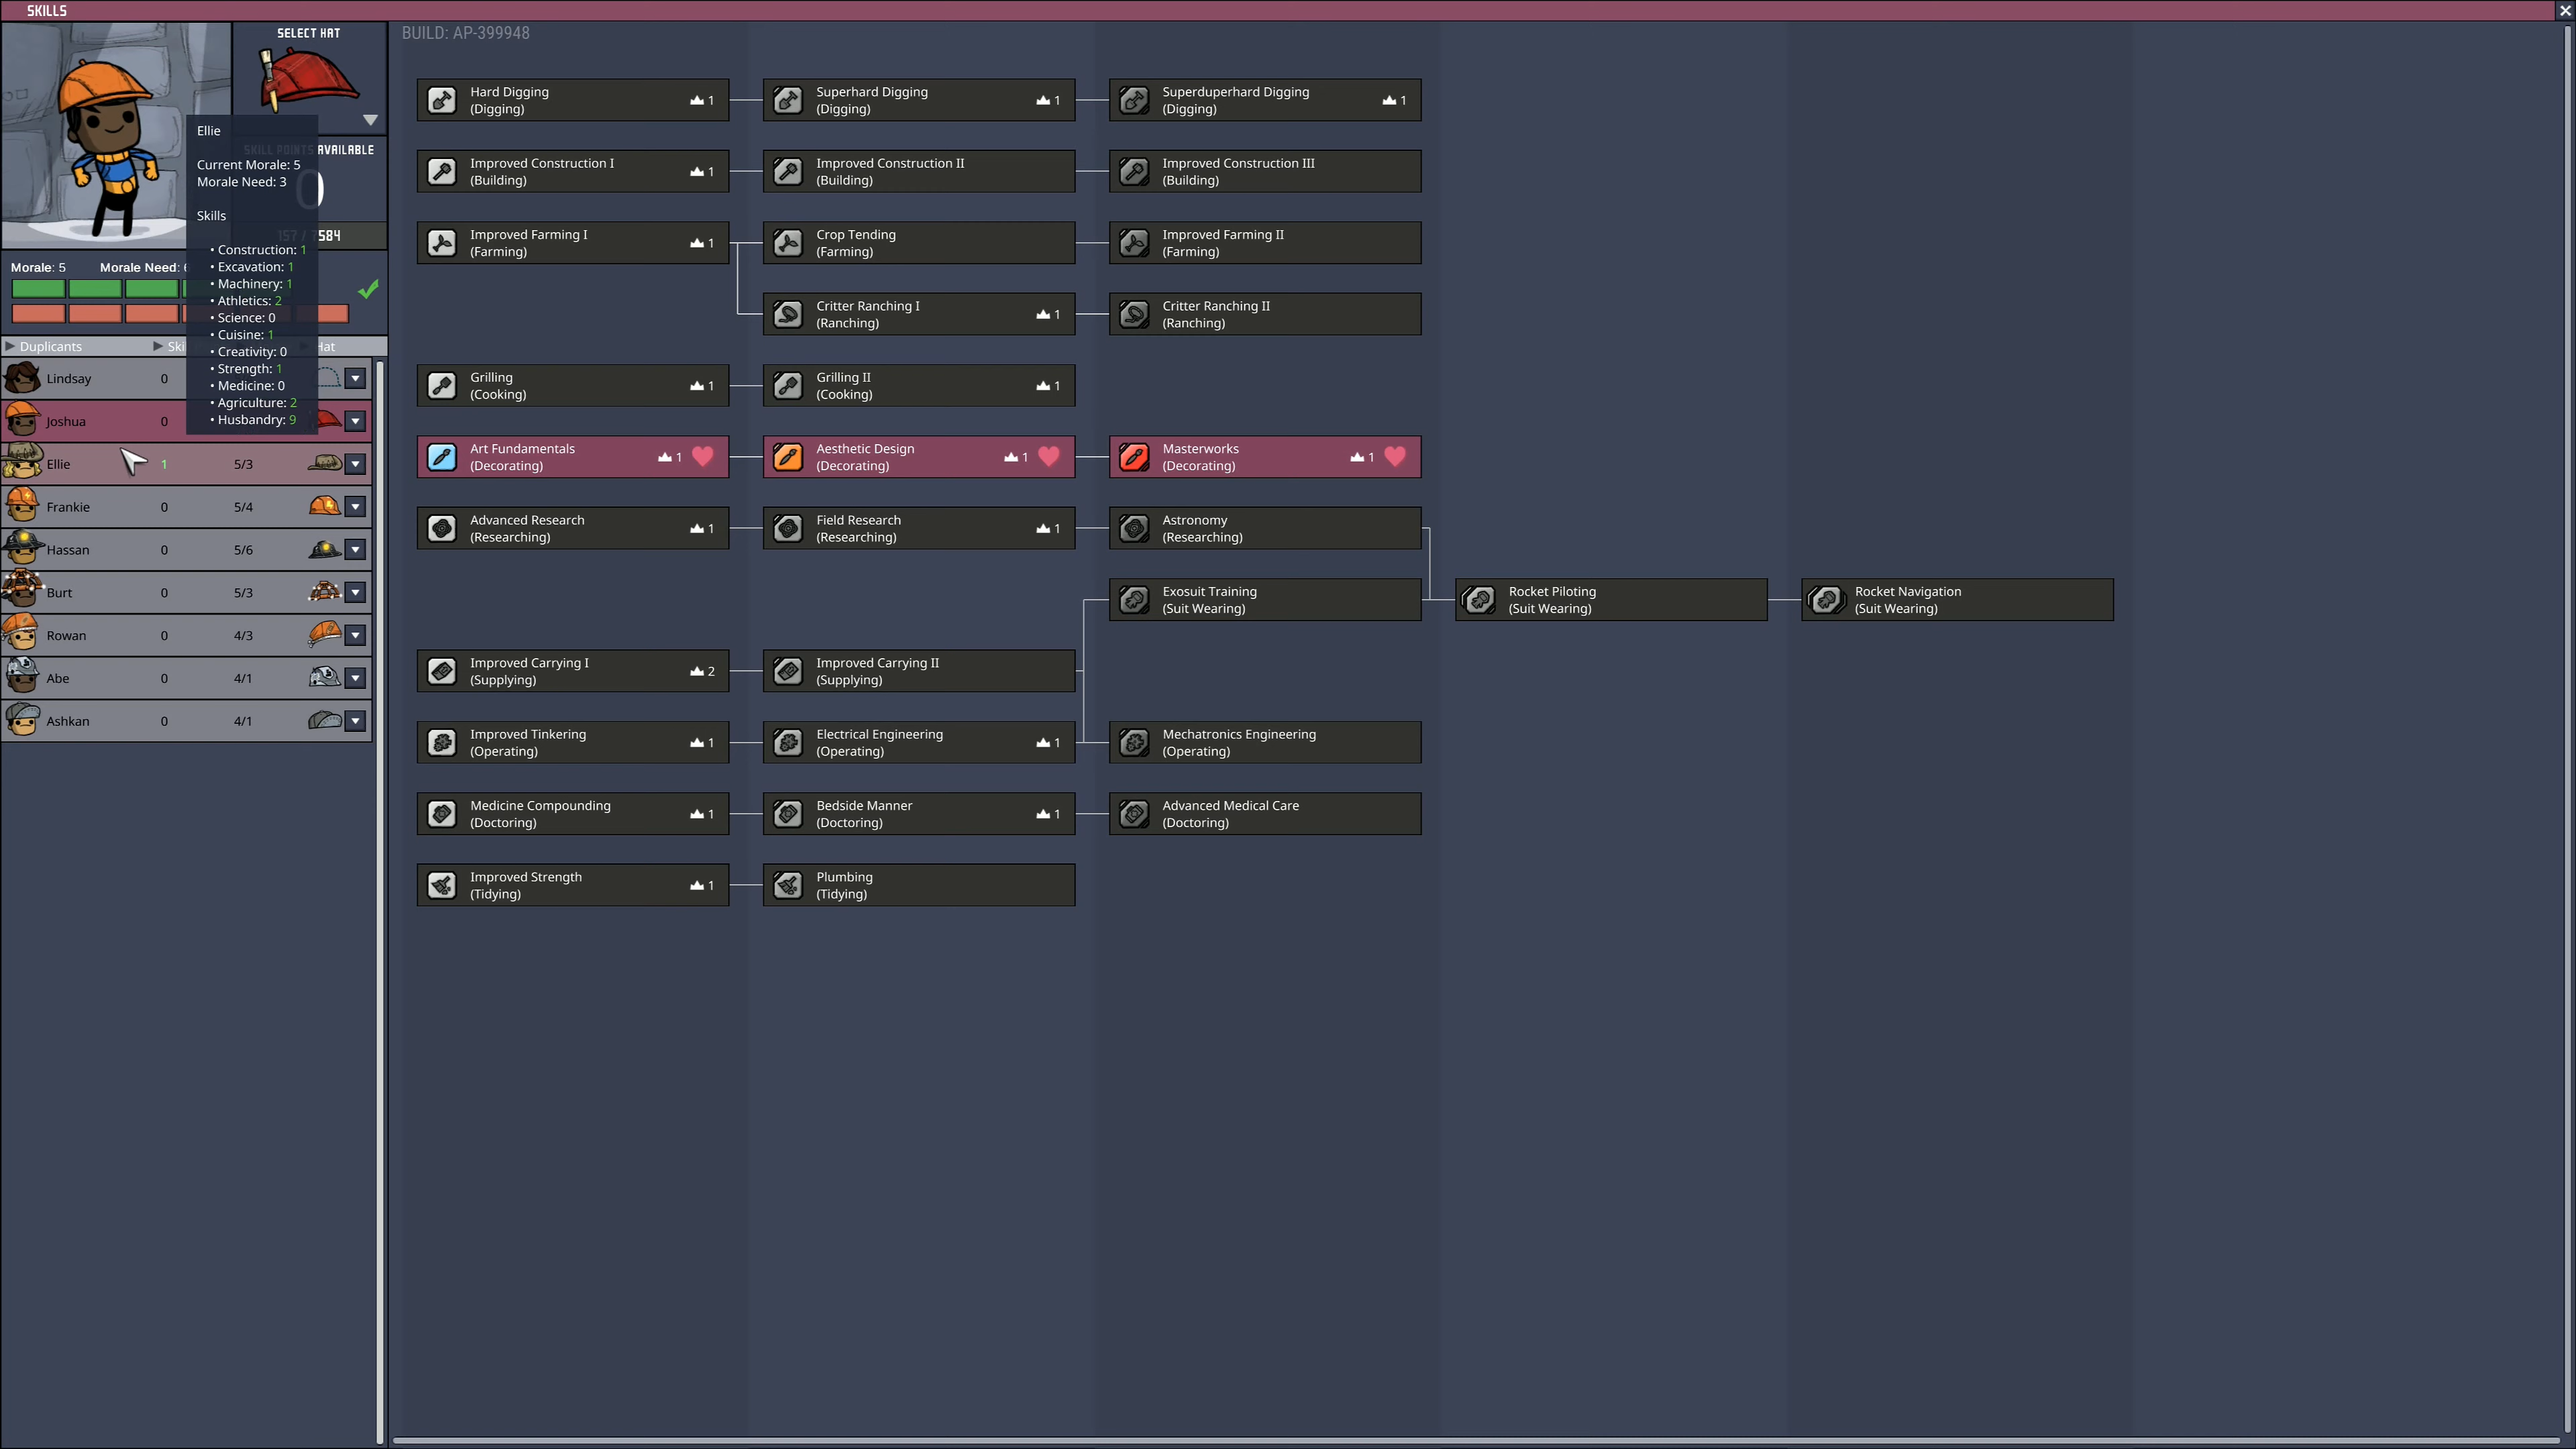 SKILLS
SELECT HAT
BUILD: AP-399948
Ellie
SKILL POINTS AVAILABLE
Current Morale: 5
Morale Need: 3
0
Skills
157 / 7584
• Construction: 1
• Excavation: 1
• Machinery: 1
• Athletics: 2
• Science: 0
• Cuisine: 1
• Creativity: 0
• Strength: 1
• Medicine: 0
• Agriculture: 2
• Husbandry: 9
Morale: 5 Morale Need:
Duplicants Hat
Lindsay 0
Joshua 0
Ellie 1 5/3
Frankie 0 5/4
Hassan 0 5/6
Burt 0 5/3
Rowan 0 4/3
Abe 0 4/1
Ashkan 0 4/1
Hard Digging
(Digging) 1
Superhard Digging
(Digging) 1
Superduperhard Digging
(Digging) 1
Improved Construction I
(Building) 1
Improved Construction II
(Building)
Improved Construction III
(Building)
Improved Farming I
(Farming) 1
Crop Tending
(Farming)
Improved Farming II
(Farming)
Critter Ranching I
(Ranching) 1
Critter Ranching II
(Ranching)
Grilling
(Cooking) 1
Grilling II
(Cooking) 1
Art Fundamentals
(Decorating) 1
Aesthetic Design
(Decorating) 1
Masterworks
(Decorating) 1
Advanced Research
(Researching) 1
Field Research
(Researching) 1
Astronomy
(Researching)
Exosuit Training
(Suit Wearing)
Rocket Piloting
(Suit Wearing)
Rocket Navigation
(Suit Wearing)
Improved Carrying I
(Supplying) 2
Improved Carrying II
(Supplying)
Improved Tinkering
(Operating) 1
Electrical Engineering
(Operating) 1
Mechatronics Engineering
(Operating)
Medicine Compounding
(Doctoring) 1
Bedside Manner
(Doctoring) 1
Advanced Medical Care
(Doctoring)
Improved Strength
(Tidying) 1
Plumbing
(Tidying)